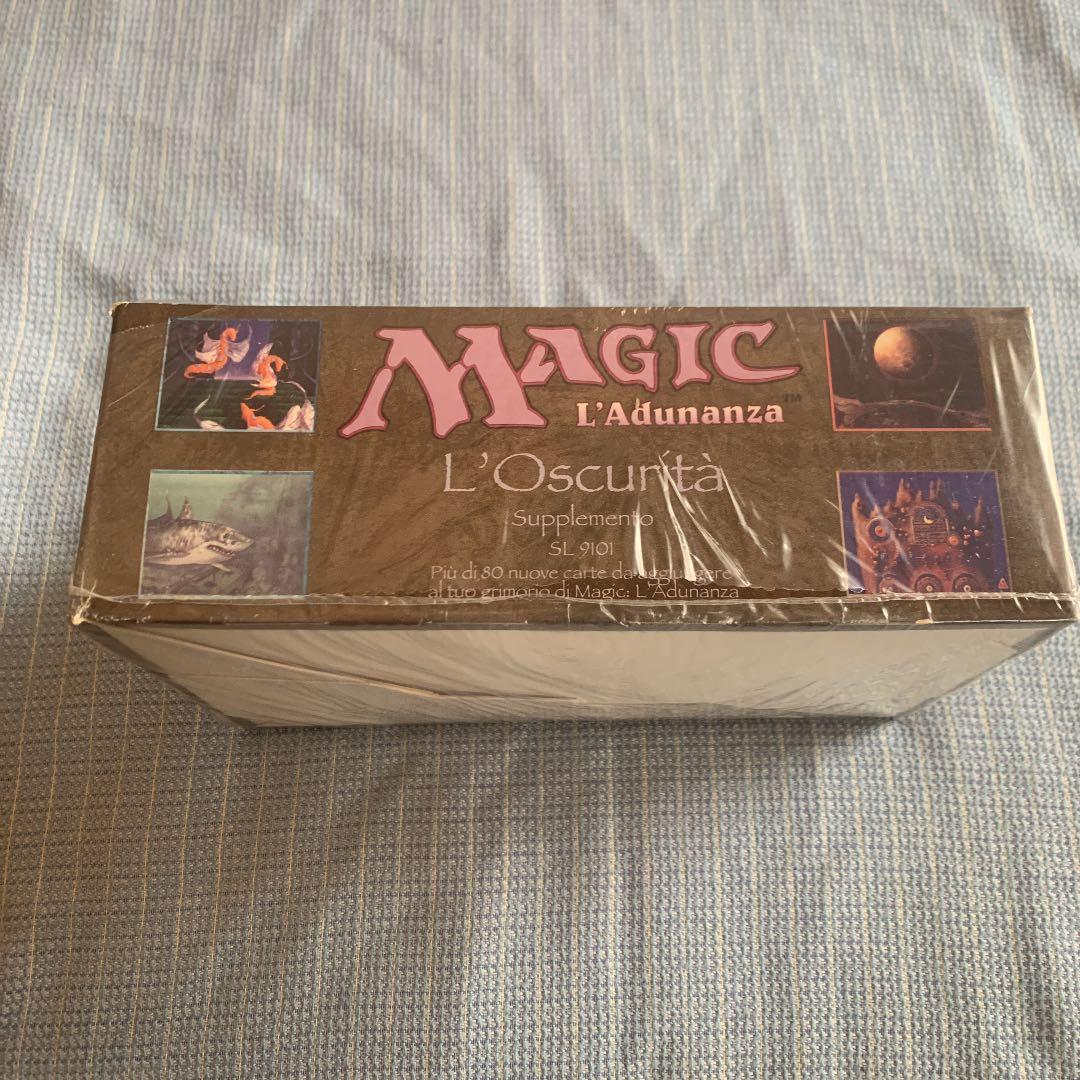 MAGIC
L'Adunanza™
L'Oscurità
Supplemento
SL 9101
Più di 80 nuove carte da aggiungere
al tuo grimorio di Magic: L'Adunanza